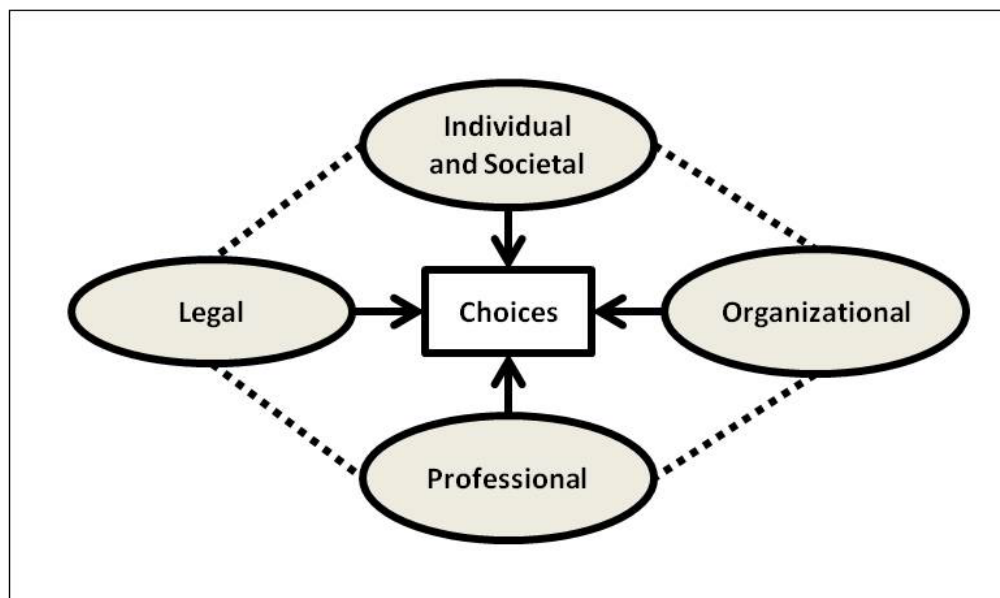 Individual
and Societal
Legal
Choices
Organizational
Professional